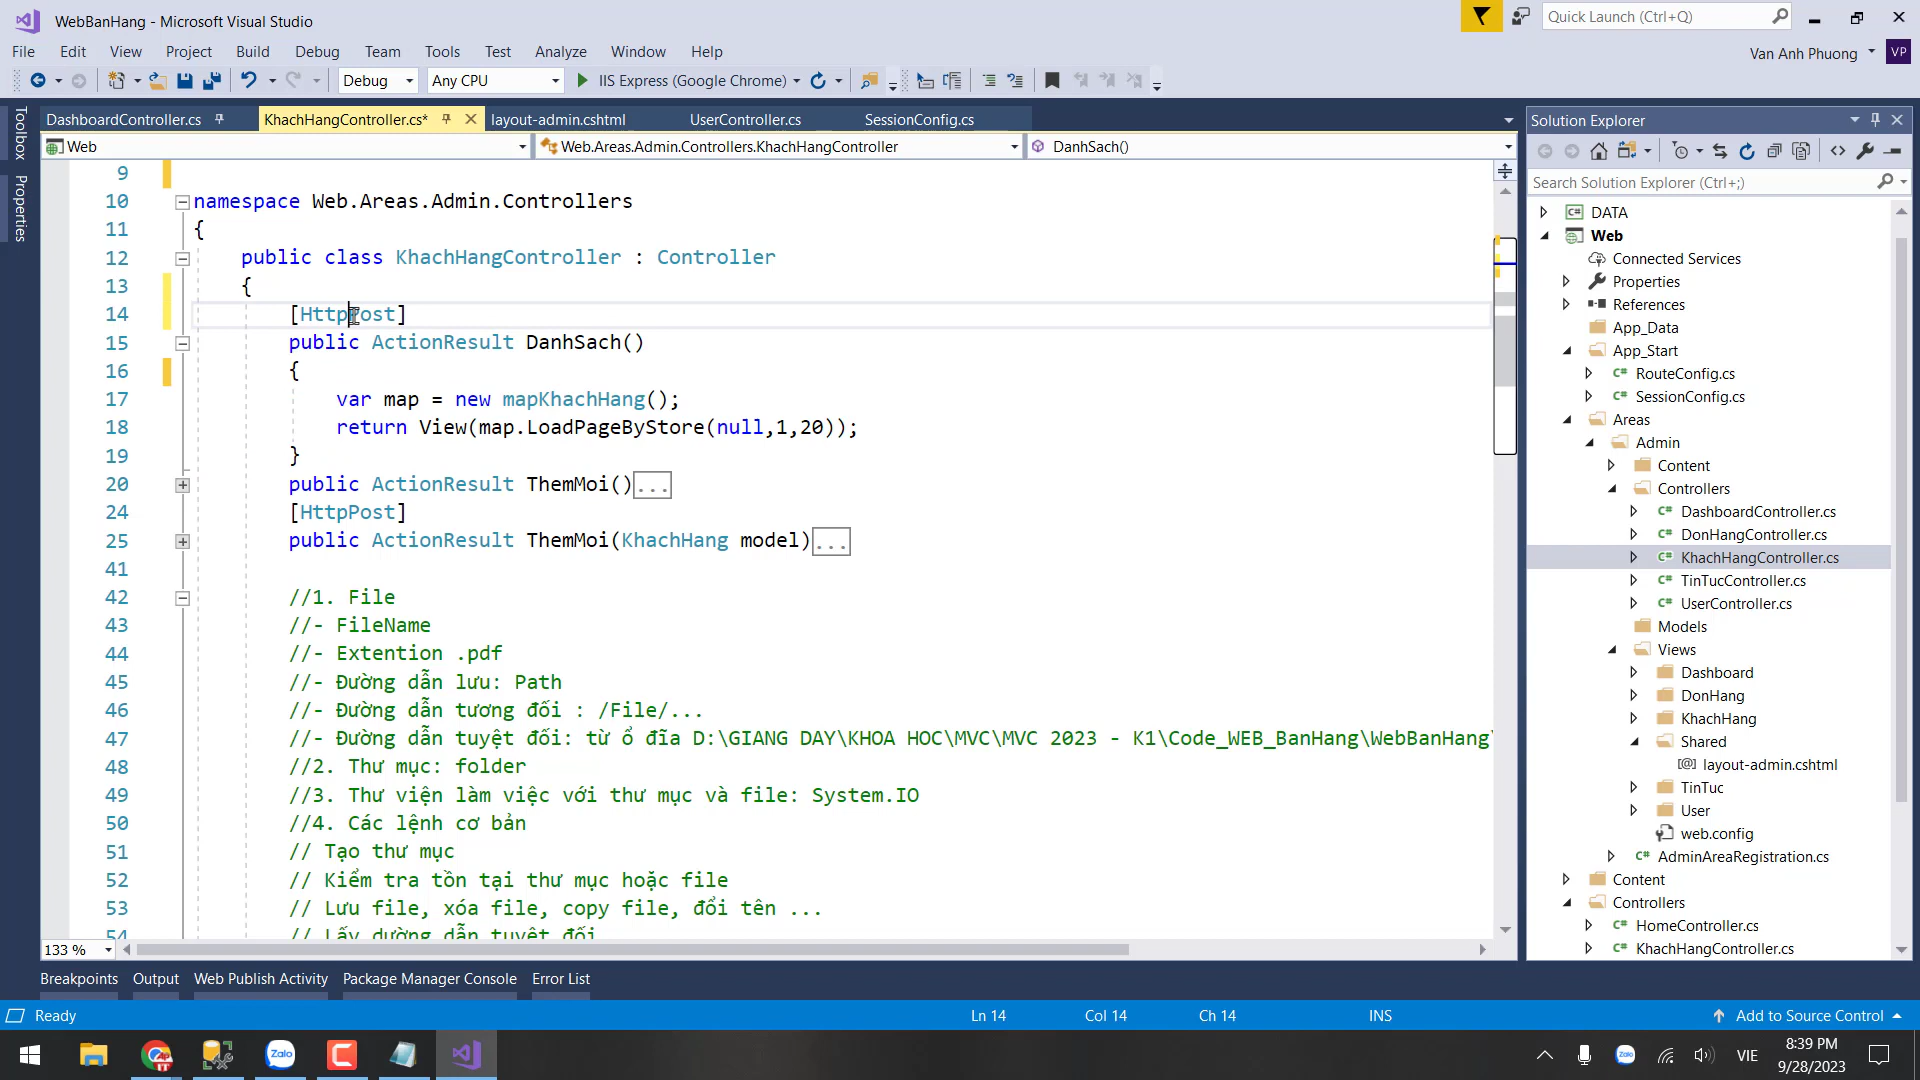 WebBanHang - Microsoft Visual Studio
Quick Launch (Ctrl+Q)
File Edit View Project Build Debug Team Tools Test Analyze Window Help
Van Anh Phuong VP
Debug Any CPU IIS Express (Google Chrome)
DashboardController.cs KhachHangController.cs* layout-admin.cshtml UserController.cs SessionConfig.cs
Web Web.Areas.Admin.Controllers.KhachHangController DanhSach()
Toolbox
Properties
9
10 namespace Web.Areas.Admin.Controllers
11 {
12 public class KhachHangController : Controller
13 {
14 [HttpPost]
15 public ActionResult DanhSach()
16 {
17 var map = new mapKhachHang();
18 return View(map.LoadPageByStore(null,1,20));
19 }
20 public ActionResult ThemMoi()...
24 [HttpPost]
25 public ActionResult ThemMoi(KhachHang model)...
41
42 //1. File
43 //- FileName
44 //- Extention .pdf
45 //- Đường dẫn lưu: Path
46 //- Đường dẫn tương đối : /File/...
47 //- Đường dẫn tuyệt đối: từ ổ đĩa D:\GIANG DAY\KHOA HOC\MVC\MVC 2023 - K1\Code_WEB_BanHang\WebBanHang\
48 //2. Thư mục: folder
49 //3. Thư viện làm việc với thư mục và file: System.IO
50 //4. Các lệnh cơ bản
51 // Tạo thư mục
52 // Kiểm tra tồn tại thư mục hoặc file
53 // Lưu file, xóa file, copy file, đổi tên ...
54 // Lấy đường dẫn tuyệt đối
133 %
Solution Explorer
Search Solution Explorer (Ctrl+;)
DATA
Web
Connected Services
Properties
References
App_Data
App_Start
RouteConfig.cs
SessionConfig.cs
Areas
Admin
Content
Controllers
DashboardController.cs
DonHangController.cs
KhachHangController.cs
TinTucController.cs
UserController.cs
Models
Views
Dashboard
DonHang
KhachHang
Shared
layout-admin.cshtml
TinTuc
User
web.config
AdminAreaRegistration.cs
Content
Controllers
HomeController.cs
KhachHangController.cs
Breakpoints Output Web Publish Activity Package Manager Console Error List
Ready Ln 14 Col 14 Ch 14 INS Add to Source Control
Zalo
VIE
8:39 PM
9/28/2023